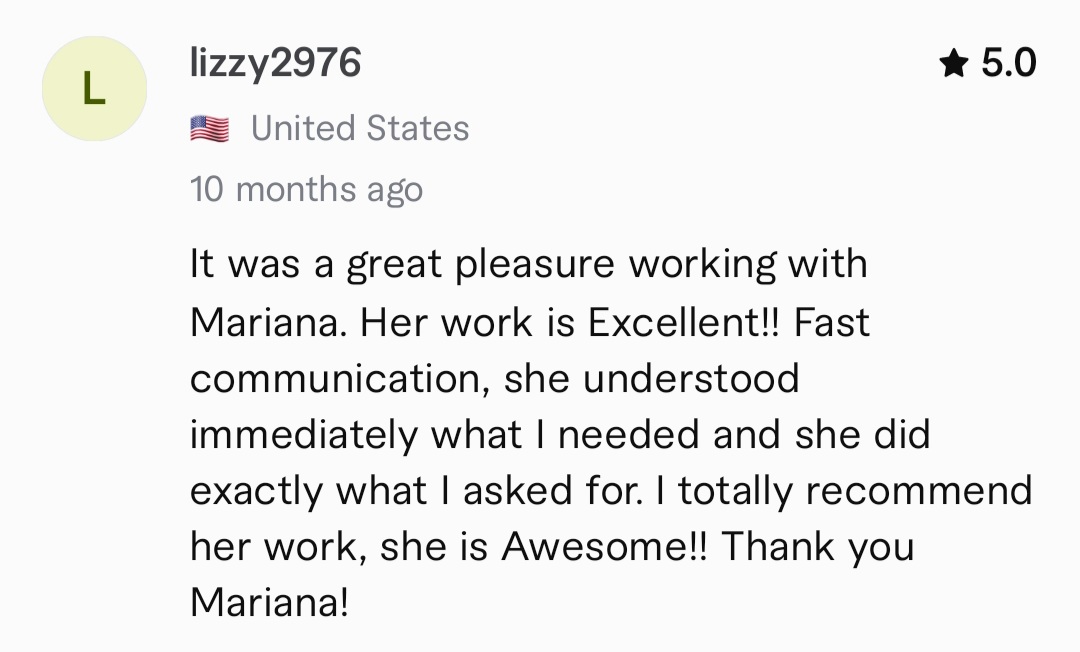 L
lizzy2976
★ 5.0
🇺🇸 United States
10 months ago
It was a great pleasure working with
Mariana. Her work is Excellent!! Fast
communication, she understood
immediately what I needed and she did
exactly what I asked for. I totally recommend
her work, she is Awesome!! Thank you
Mariana!